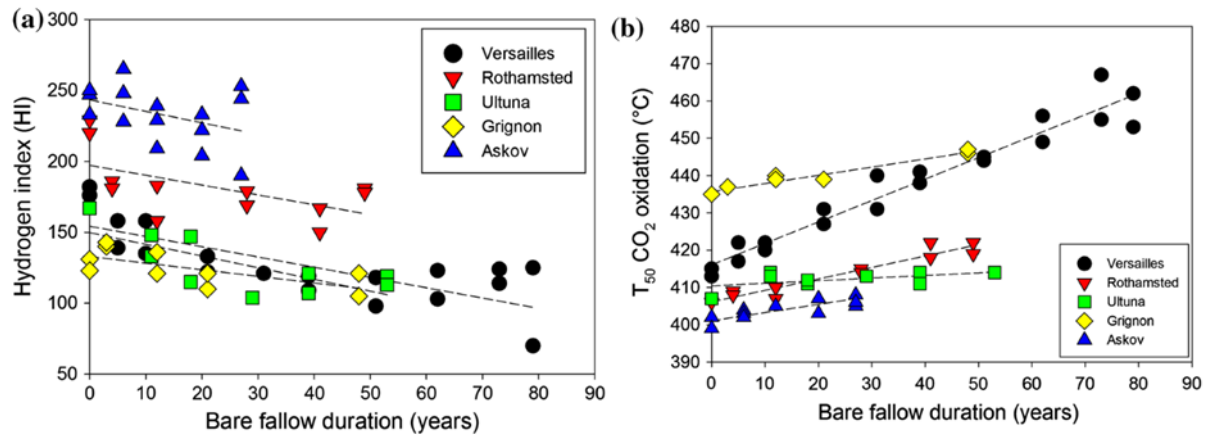 (a)
300
250
200
150
100
50
Hydrogen index (HI)
Versailles
Rothamsted
Ultuna
Grignon
Askov
0 10 20 30 40 50 60 70 80 90
Bare fallow duration (years)
(b)
480
470
460
450
440
430
420
410
400
390
T50 CO2 oxidation (°C)
Versailles
Rothamsted
Ultuna
Grignon
Askov
0 10 20 30 40 50 60 70 80 90
Bare fallow duration (years)